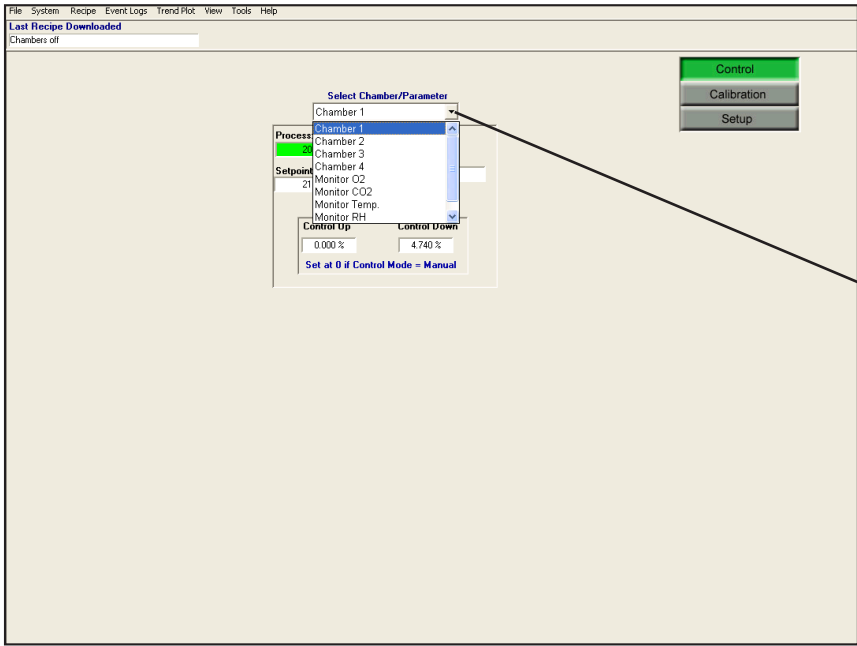 File System Recipe Event Logs Trend Plot View Tools Help
Last Recipe Downloaded
Chambers off
Control
Calibration
Setup
Select Chamber/Parameter
Chamber 1
Chamber 1
Chamber 2
Chamber 3
Chamber 4
Monitor O2
Monitor CO2
Monitor Temp.
Monitor RH
Process
20
Setpoint
21
Control Up Control Down
0.000 % 4.740 %
Set at 0 if Control Mode = Manual